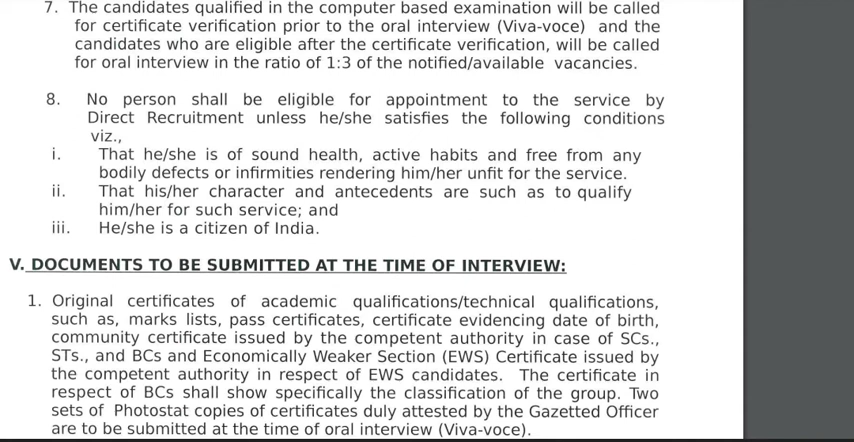 7. The candidates qualified in the computer based examination will be called
for certificate verification prior to the oral interview (Viva-voce) and the
candidates who are eligible after the certificate verification, will be called
for oral interview in the ratio of 1:3 of the notified/available vacancies.
8. No person shall be eligible for appointment to the service by
Direct Recruitment unless he/she satisfies the following conditions
viz.,
i. That he/she is of sound health, active habits and free from any
bodily defects or infirmities rendering him/her unfit for the service.
ii. That his/her character and antecedents are such as to qualify
him/her for such service; and
iii. He/she is a citizen of India.
V. DOCUMENTS TO BE SUBMITTED AT THE TIME OF INTERVIEW:
1. Original certificates of academic qualifications/technical qualifications,
such as, marks lists, pass certificates, certificate evidencing date of birth,
community certificate issued by the competent authority in case of SCs.,
STs., and BCs and Economically Weaker Section (EWS) Certificate issued by
the competent authority in respect of EWS candidates. The certificate in
respect of BCs shall show specifically the classification of the group. Two
sets of Photostat copies of certificates duly attested by the Gazetted Officer
are to be submitted at the time of oral interview (Viva-voce).